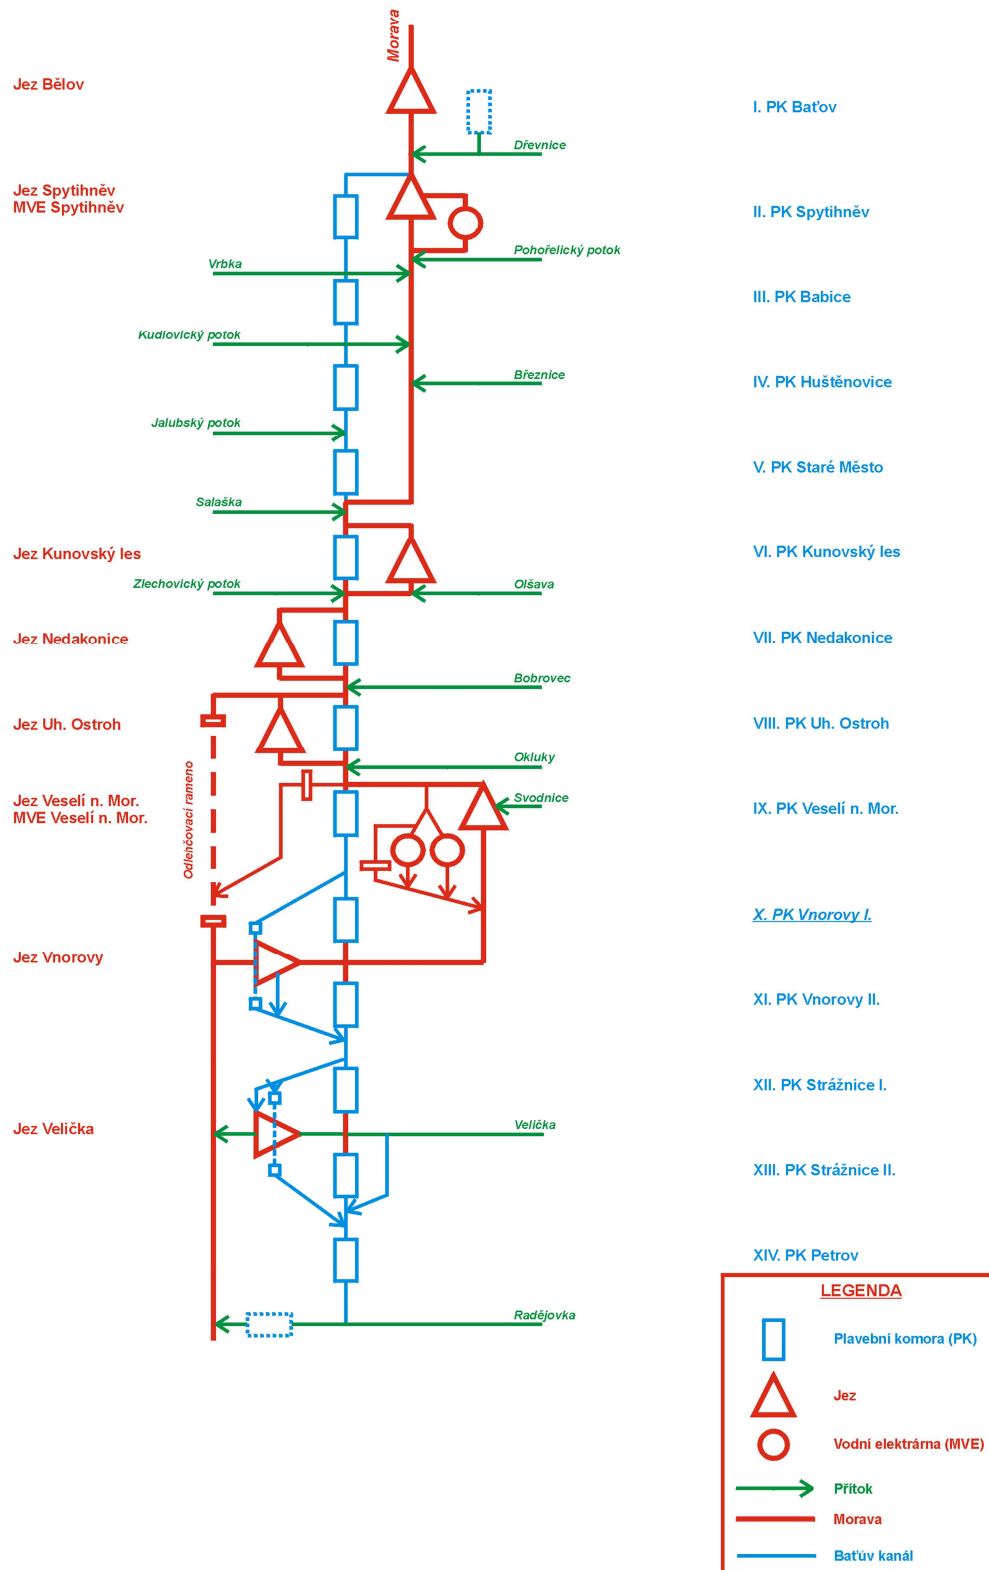 Morava
Jez Bělov
I. PK Baťov
Dřevnice
Jez Spytihněv
MVE Spytihněv
II. PK Spytihněv
Pohořelický potok
Vrbka
III. PK Babice
Kudlovický potok
Březnice
IV. PK Huštěnovice
Jalubský potok
V. PK Staré Město
Salaška
Jez Kunovský les
VI. PK Kunovský les
Zlechovický potok
Olšava
Jez Nedakonice
VII. PK Nedakonice
Bobrovec
Jez Uh. Ostroh
VIII. PK Uh. Ostroh
Okluky
Odlehčovací rameno
Jez Veselí n. Mor.
MVE Veselí n. Mor.
Svodnice
IX. PK Veselí n. Mor.
X. PK Vnorovy I.
Jez Vnorovy
XI. PK Vnorovy II.
XII. PK Strážnice I.
Jez Velička
Velička
XIII. PK Strážnice II.
XIV. PK Petrov
Radějovka
LEGENDA
Plavební komora (PK)
Jez
Vodní elektrárna (MVE)
Přítok
Morava
Baťův kanál